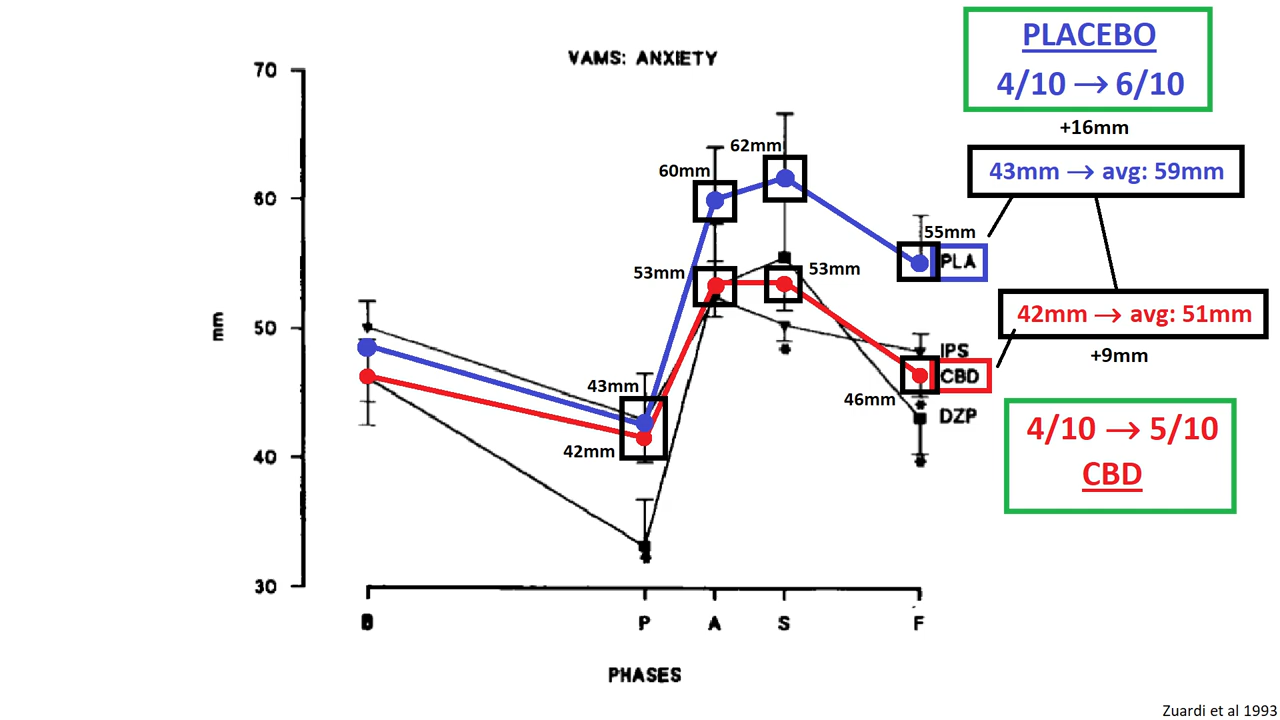 PLACEBO
4/10 → 6/10
+16mm
43mm → avg: 59mm
VAMS: ANXIETY
70
60
50
40
30
mm
62mm
60mm
55mm
PLA
53mm
53mm
42mm → avg: 51mm
+9mm
IPS
CBD
DZP
43mm
42mm
46mm
4/10 → 5/10
CBD
P
A
S
F
PHASES
Zuardi et al 1993